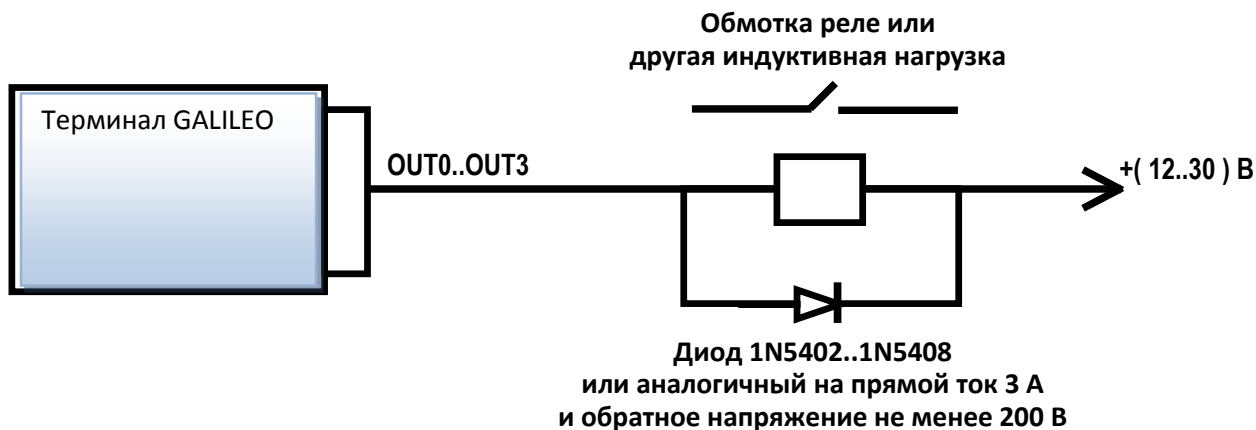 Обмотка реле или
другая индуктивная нагрузка
Терминал GALILEO
OUT0..OUT3
+( 12..30 ) В
Диод 1N5402..1N5408
или аналогичный на прямой ток 3 А
и обратное напряжение не менее 200 В